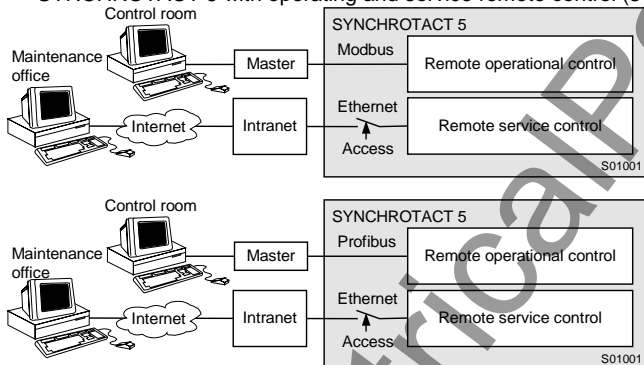 SYNCHROTACT 5 with operating and service remote control (
Control room
SYNCHROTACT 5
Modbus
Maintenance
office
Master
Remote operational control
Ethernet
Internet
Intranet
Remote service control
Access
S01001
Control room
SYNCHROTACT 5
Profibus
Maintenance
office
Master
Remote operational control
Ethernet
Internet
Intranet
Remote service control
Access
S01001